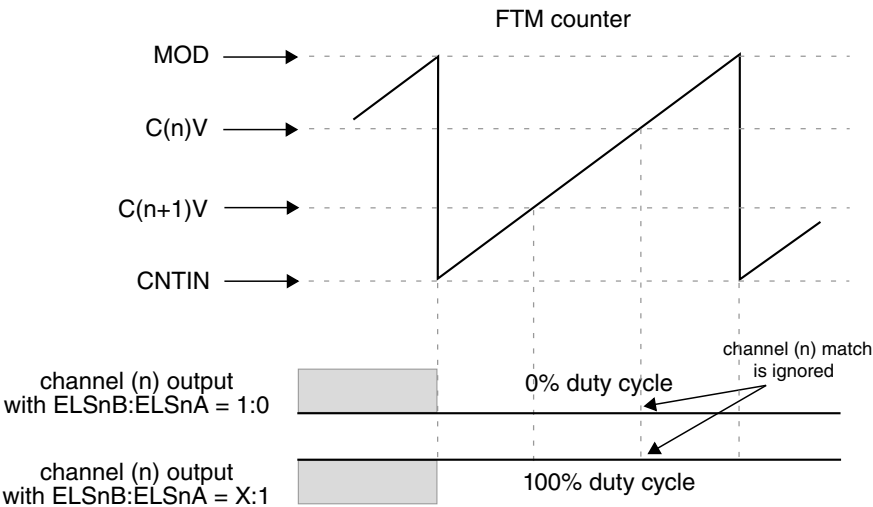 FTM counter
MOD
C(n)V
C(n+1)V
CNTIN
channel (n) match
is ignored
channel (n) output
with ELSnB:ELSnA = 1:0
0% duty cycle
channel (n) output
with ELSnB:ELSnA = X:1
100% duty cycle